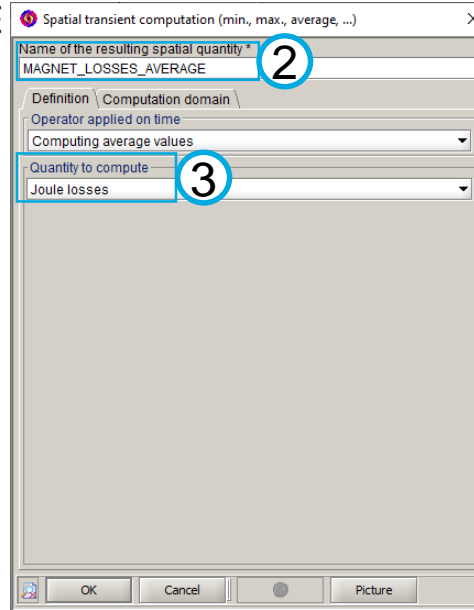 Spatial transient computation (min., max., average, ...)
Name of the resulting spatial quantity *
MAGNET_LOSSES_AVERAGE
2
Definition Computation domain
Operator applied on time
Computing average values
Quantity to compute
3
Joule losses
OK Cancel Picture